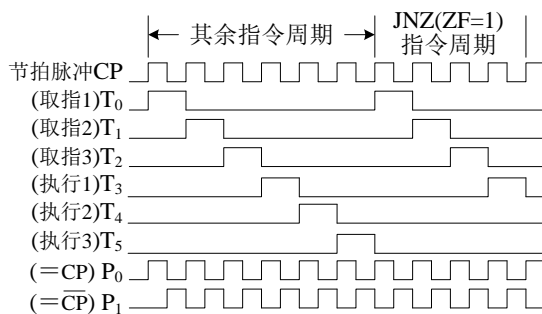 其余指令周期
JNZ(ZF=1)
指令周期
节拍脉冲CP
(取指1)T₀
(取指2)T₁
(取指3)T₂
(执行1)T₃
(执行2)T₄
(执行3)T₅
(＝CP) P₀
(＝C̅P̅) P₁